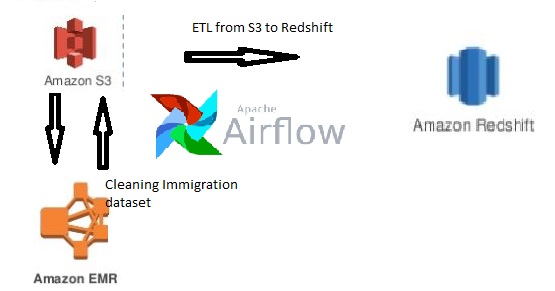 ETL from S3 to Redshift
Amazon S3
Apache
Airflow
Amazon Redshift
Cleaning Immigration
dataset
Amazon EMR